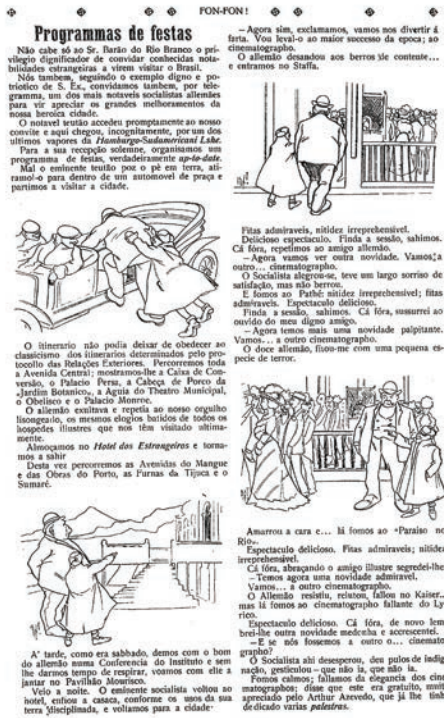 FON-FON!
Programmas de festas
Não cabe só ao Sr. Barão do Rio Branco o pri-
vilegio dignificador de convidar conhecidas nota-
bilidades estrangeiras a virem visitar o Brasil.
Nós tambem, seguindo o exemplo digno e po-
triotico de S. Ex., convidamos tambem, por tele-
gramma, um dos mais notaveis socialistas allemães
para vir apreciar os grandes melhoramentos da
nossa heroica cidade.
O notavel teutão accedeu promptamente ao nosso
convite e aqui chegou, incognitamente, por um dos
ultimos vapores da Hamburgo-Sudamericani Lake.
Para a sua recepção solemne, organisamos um
programma de festas, verdadeiramente up-to-date.
Mal o eminente teutão poz o pé em terra, ati-
ramol-o para dentro de um automovel de praça e
partimos a visitar a cidade.
O itinerario não podia deixar de obedecer ao
classicismo dos itinerarios determinados pelo pro-
tocollo das Relações Exteriores. Percorremos toda
a Avenida Central; mostramos-lhe a Caixa de Con-
versão, o Palacio Persa, a Cabeça de Porco da
«Jardim Botanico», a Aguia do Theatro Municipal,
o Obelisco e o Palacio Monroe.
O allemão exultava e repetia ao nosso orgulho
lisongeado, os mesmos elogios batidos de todos os
hospedes illustres que nos têm visitado ultima-
mente.
Almoçamos no Hotel dos Estrangeiros e torna-
mos a sahir
Desta vez percorremos as Avenidas do Mangue
e das Obras do Porto, as Furnas da Tijuca e o
Sumaré.
A' tarde, como era sabbado, demos com o bom
do allemão numa Conferencia do Instituto e sem
lhe darmos tempo de respirar, voamos com elle a
jantar no Pavilhão Mourisco.
Veio a noite. O eminente socialista voltou ao
hotel, enfiou a casaca, conforme os usos da sua
terra disciplinada, e voltamos para a cidade·
—Agora sim, exclamamos, vamos nos divertir á
farta. Vou leval-o ao maior successo da epoca; ao
cinematographo.
O allemão desandou aos berros de contente...
e entramos no Staffa.
Fitas admiraveis, nitidez irreprehensivel.
Delicioso espectaculo. Finda a sessão, sahimos.
Cá fóra, repetimos ao amigo allemão.
—Agora vamos ver outra novidade. Vamos a
outro... cinematographo.
O Socialista alegrou-se, teve um largo sorriso de
satisfação, mas não berrou.
E fomos ao Pathé: nitidez irreprehensivel; fitas
admiraveis. Espectaculo delicioso.
Finda a sessão, sahimos. Cá fóra, sussurrei ao
ouvido do meu digno amigo.
—Agora temos mais uma novidade palpitante.
Vamos... a outro cinematographo.
O doce allemão, fitou-me com uma pequena es-
pecie de terror.
Amarrou a cara e... lá fomos ao «Paraiso no
Rio».
Espectaculo delicioso. Fitas admiraveis; nitidez
irreprehensivel.
Cá fóra, abraçando o amigo illustre segredei-lhe
—Temos agora uma novidade admiravel.
Vamos... a outro cinematographo.
O Allemão resistiu, relutou, fallou no Kaiser..
mas lá fomos ao cinematographo fallante do Ly-
rico.
Espectaculo delicioso. Cá fóra, de novo lem
brei-lhe outra novidade medonha e accrescentei.
—E se nós fossemos a outro o... cinemato
grapho?
O Socialista ahi desesperou, deu pulos de indig
nação, gesticulou – que não ia, que não ia.
Fomos calmos; fallamos da elegancia dos cine
matographos; disse que este era gratuito, muit
apreciado pelo Arthur Azevedo, que já lhe tinh
dedicado varias palestras.